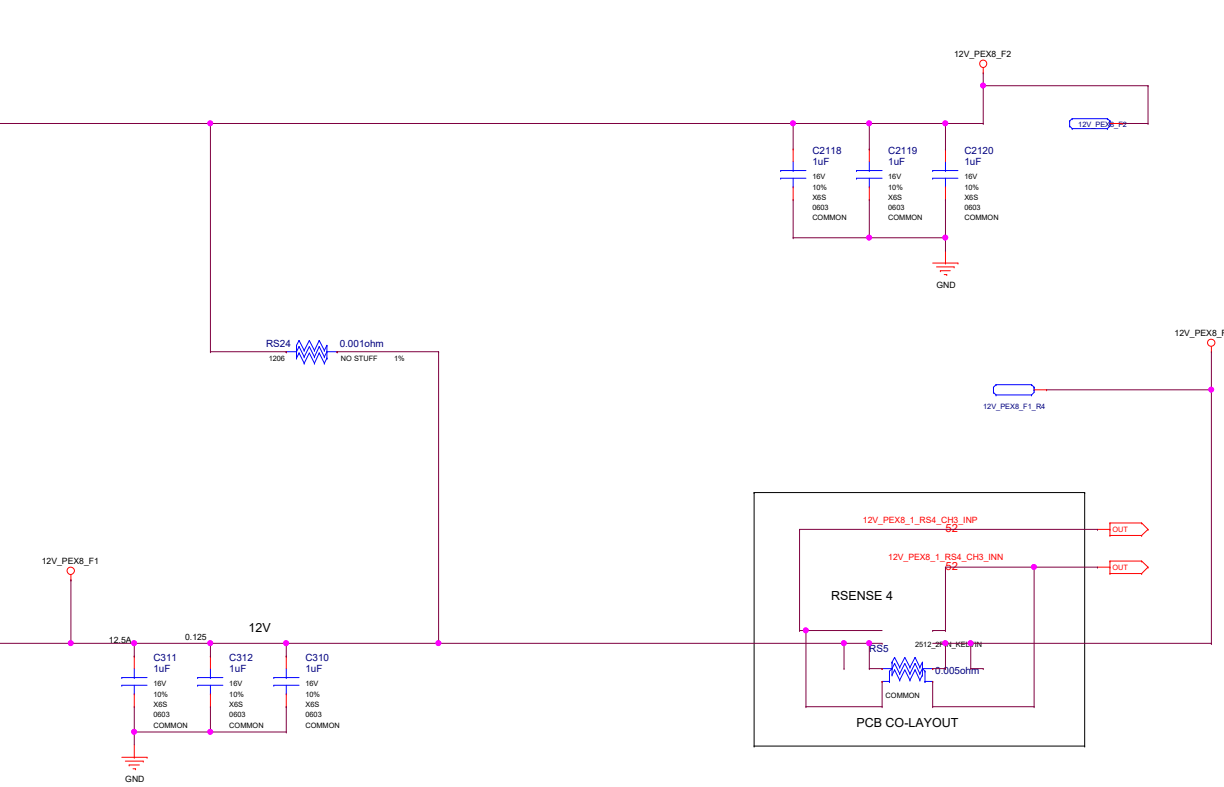 12V_PEX8_F2
12V_PEX8_F2
C2118
1uF
16V
10%
X6S
0603
COMMON
C2119
1uF
16V
10%
X6S
0603
COMMON
C2120
1uF
16V
10%
X6S
0603
COMMON
GND
RS24
0.001ohm
1206
NO STUFF
1%
12V_PEX8_F
12V_PEX8_F1_R4
12V_PEX8_1_RS4_CH3_INP
52
OUT
12V_PEX8_1_RS4_CH3_INN
52
OUT
RSENSE 4
12V_PEX8_F1
12V
12.5A
0.125
C311
1uF
16V
10%
X6S
0603
COMMON
C312
1uF
16V
10%
X6S
0603
COMMON
C310
1uF
16V
10%
X6S
0603
COMMON
GND
RS5
2512_2PIN_KELVIN
0.005ohm
COMMON
PCB CO-LAYOUT